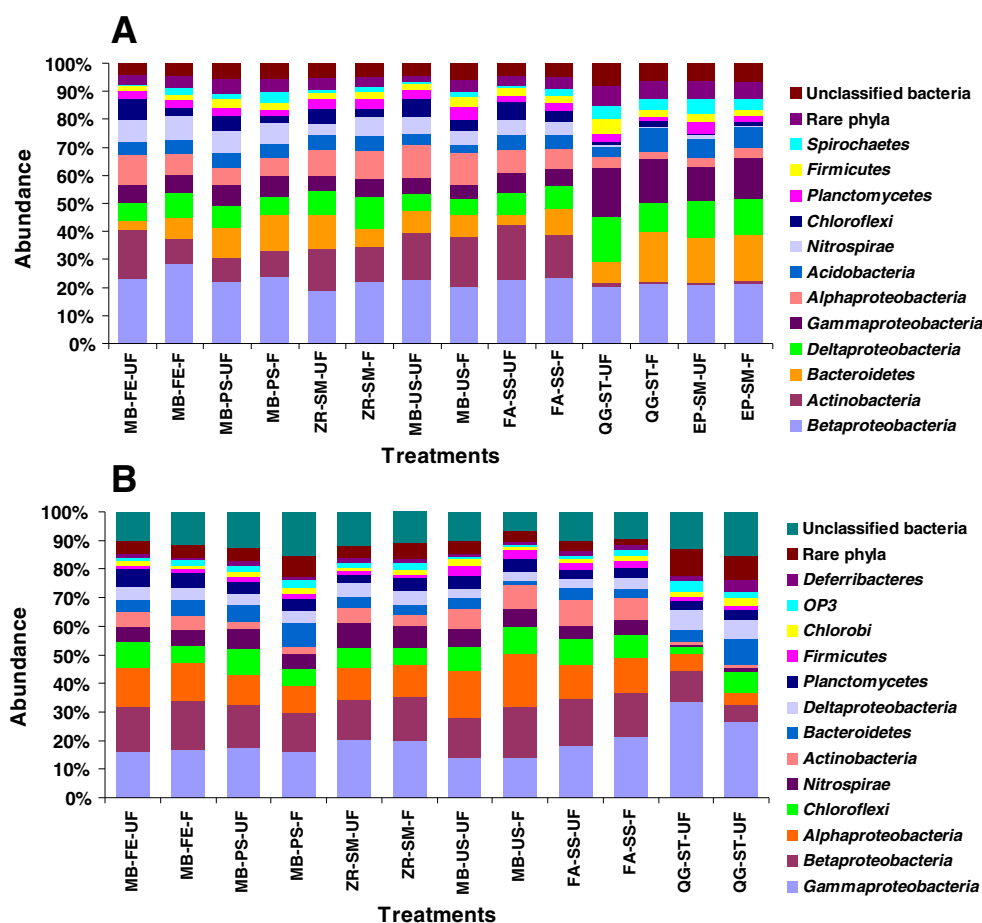 A
100%
90%
80%
70%
60%
50%
40%
30%
20%
10%
0%
Abundance
MB-FE-UF
MB-FE-F
MB-PS-UF
MB-PS-F
ZR-SM-UF
ZR-SM-F
MB-US-UF
MB-US-F
FA-SS-UF
FA-SS-F
QG-ST-UF
QG-ST-F
EP-SM-UF
EP-SM-F
Treatments
Unclassified bacteria
Rare phyla
Spirochaetes
Firmicutes
Planctomycetes
Chloroflexi
Nitrospirae
Acidobacteria
Alphaproteobacteria
Gammaproteobacteria
Deltaproteobacteria
Bacteroidetes
Actinobacteria
Betaproteobacteria
B
100%
90%
80%
70%
60%
50%
40%
30%
20%
10%
0%
Abundance
MB-FE-UF
MB-FE-F
MB-PS-UF
MB-PS-F
ZR-SM-UF
ZR-SM-F
MB-US-UF
MB-US-F
FA-SS-UF
FA-SS-F
QG-ST-UF
QG-ST-UF
Treatments
Unclassified bacteria
Rare phyla
Deferribacteres
OP3
Chlorobi
Firmicutes
Planctomycetes
Deltaproteobacteria
Bacteroidetes
Actinobacteria
Nitrospirae
Chloroflexi
Alphaproteobacteria
Betaproteobacteria
Gammaproteobacteria